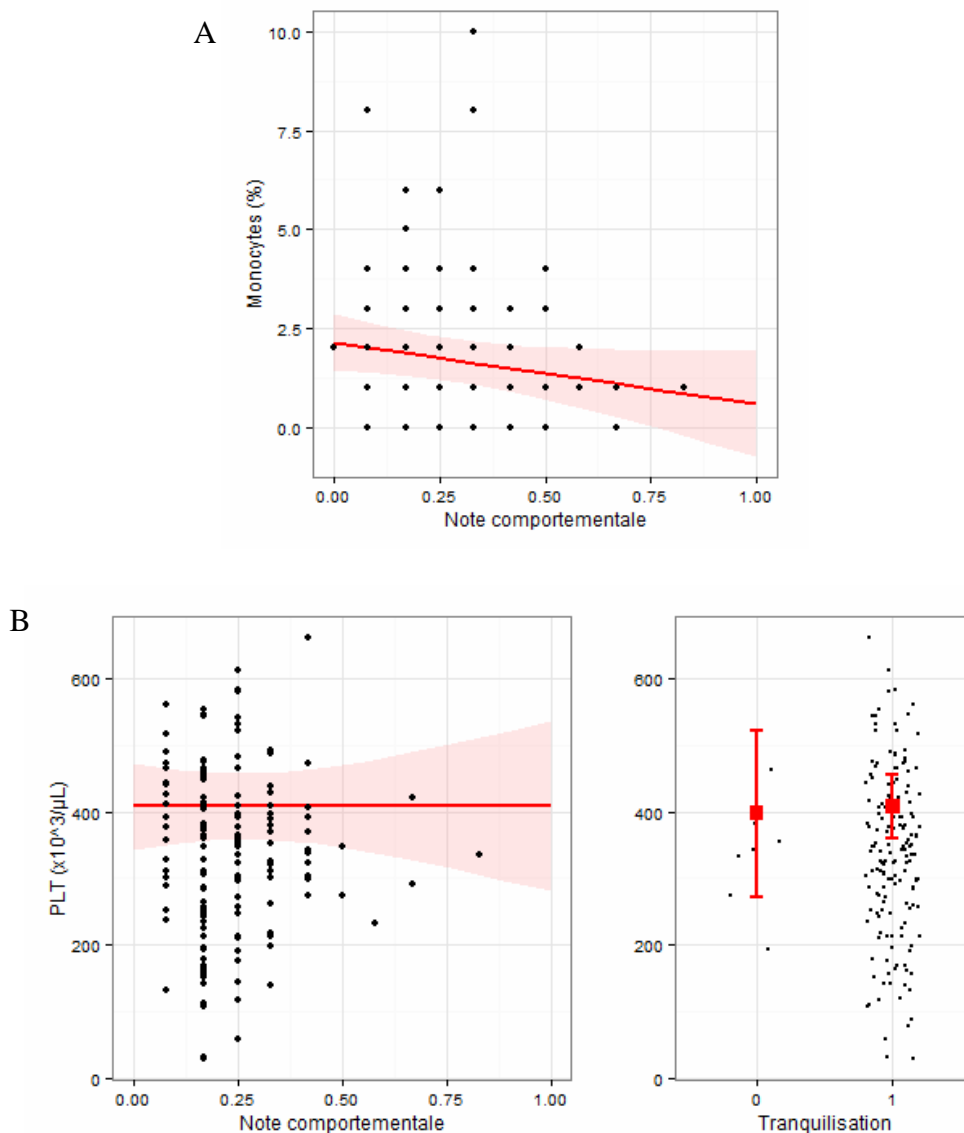 A
10.0
7.5
5.0
2.5
0.0
Monocytes (%)
0.00 0.25 0.50 0.75 1.00
Note comportementale
B
600
400
200
0
PLT (x10^3/µL)
0.00 0.25 0.50 0.75 1.00
Note comportementale
600
400
200
0
0 1
Tranquilisation